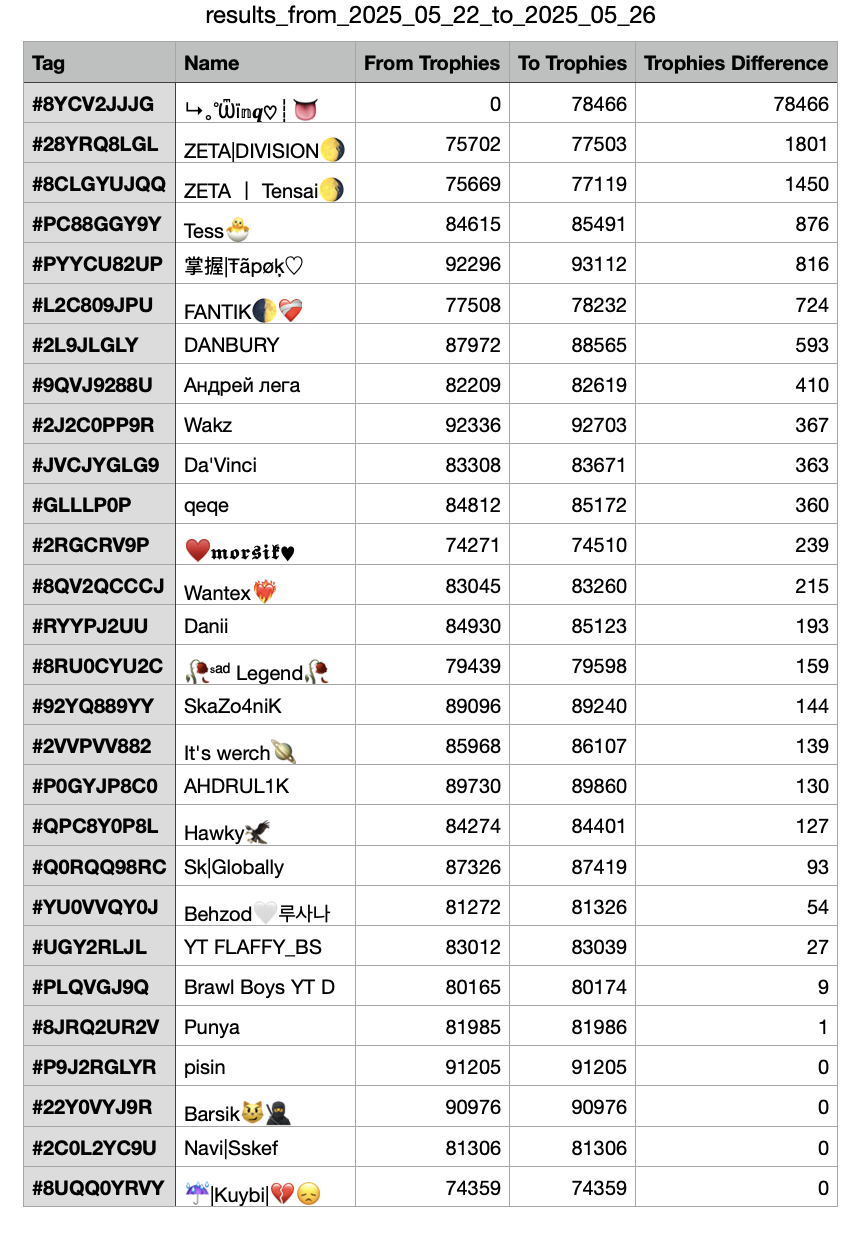 results_from_2025_05_22_to_2025_05_26
Tag Name From Trophies To Trophies Trophies Difference
#8YCV2JJJG ↳｡˚Ẅïn𝒒♡┊👅 0 78466 78466
#28YRQ8LGL ZETA|DIVISION🌖 75702 77503 1801
#8CLGYUJQQ ZETA ｜ Tensai🌖 75669 77119 1450
#PC88GGY9Y Tess🐣 84615 85491 876
#PYYCU82UP 掌握|Ŧãpøķ♡ 92296 93112 816
#L2C809JPU FANTIK🌗❤️‍🩹 77508 78232 724
#2L9JLGLY DANBURY 87972 88565 593
#9QVJ9288U Андрей лега 82209 82619 410
#2J2C0PP9R Wakz 92336 92703 367
#JVCJYGLG9 Da'Vinci 83308 83671 363
#GLLLP0P qeqe 84812 85172 360
#2RGCRV9P ♥️𝖒𝖔𝖗𝖘𝖎𝖐♥ 74271 74510 239
#8QV2QCCCJ Wantex❤️‍🔥 83045 83260 215
#RYYPJ2UU Danii 84930 85123 193
#8RU0CYU2C 🥀ˢᵃᵈ Legend🥀 79439 79598 159
#92YQ889YY SkaZo4niK 89096 89240 144
#2VVPVV882 It's werch🪐 85968 86107 139
#P0GYJP8C0 AHDRUL1K 89730 89860 130
#QPC8Y0P8L Hawky🦅 84274 84401 127
#Q0RQQ98RC Sk|Globally 87326 87419 93
#YU0VVQY0J Behzod🤍루사나 81272 81326 54
#UGY2RLJL YT FLAFFY_BS 83012 83039 27
#PLQVGJ9Q Brawl Boys YT D 80165 80174 9
#8JRQ2UR2V Punya 81985 81986 1
#P9J2RGLYR pisin 91205 91205 0
#22Y0VYJ9R Barsik😼🥷 90976 90976 0
#2C0L2YC9U Navi|Sskef 81306 81306 0
#8UQQ0YRVY ☔|Kuybi|💔😞 74359 74359 0